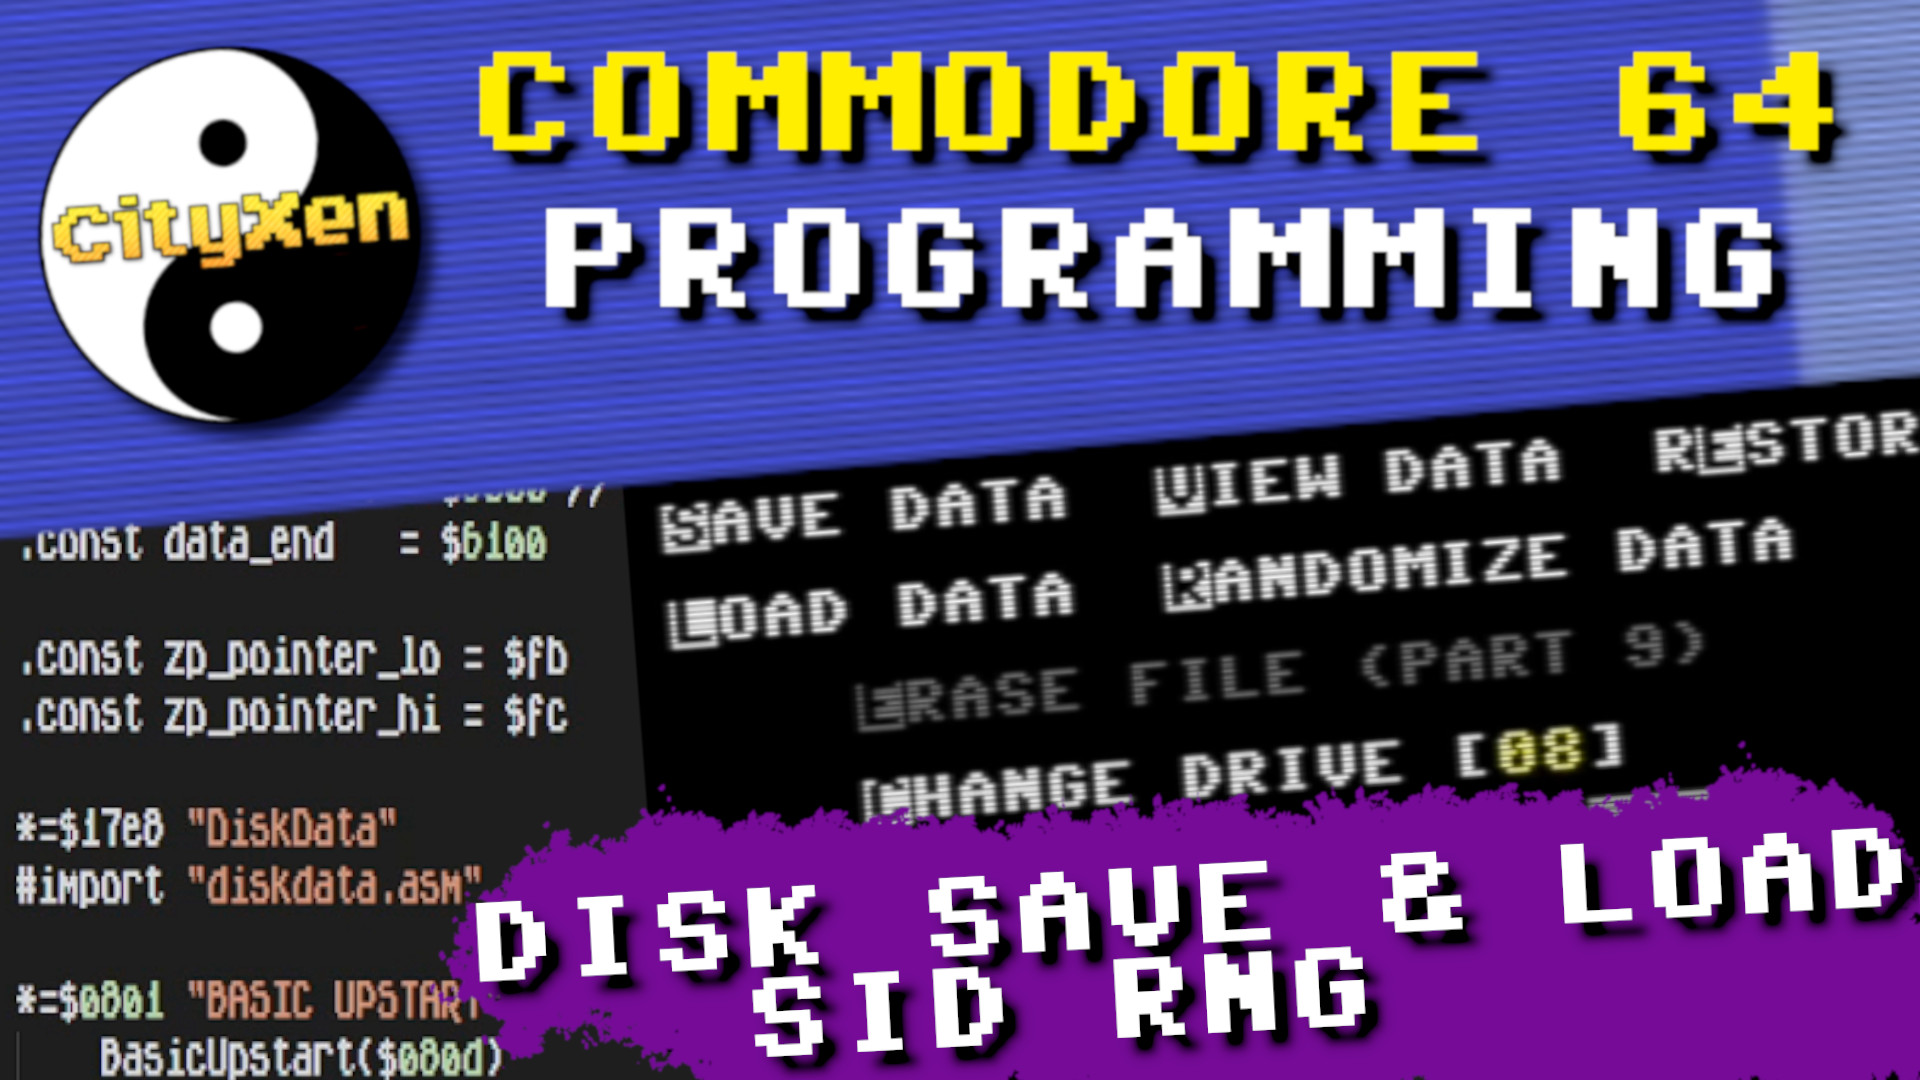 COMMODORE 64
CityXen
PROGRAMMING
.const data_end = $6100
.const zp_pointer_lo = $fb
.const zp_pointer_hi = $fc
*=$17e8 "DiskData"
#import "diskdata.asm"
*=$0801 "BASIC UPSTART
BasicUpstart($080d)
SAVE DATA VIEW DATA RESTOR
LOAD DATA RANDOMIZE DATA
ERASE FILE (PART 9)
CHANGE DRIVE [08]
DISK SAVE & LOAD
SID RNG